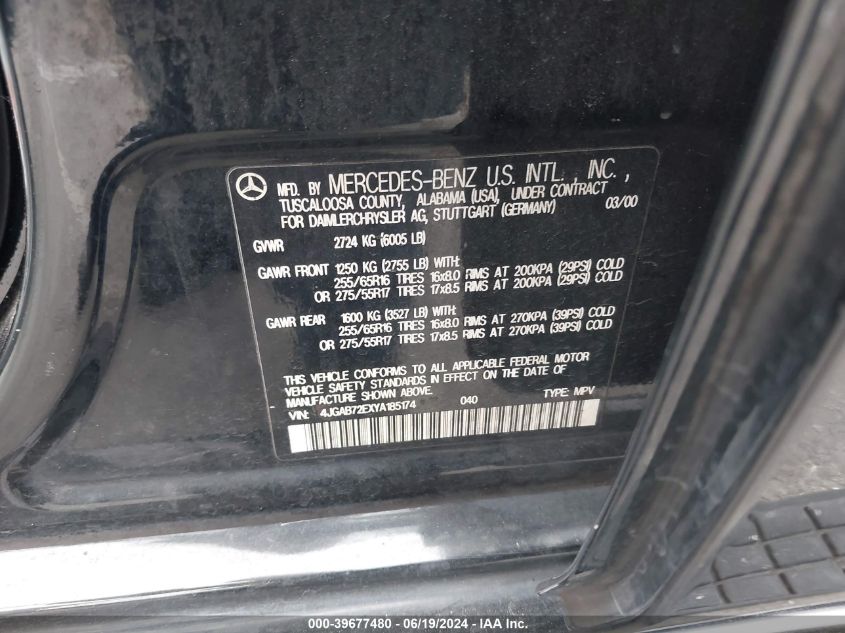 MFD. BY MERCEDES-BENZ U.S. INTL., INC.,
TUSCALOOSA COUNTY, ALABAMA (USA), UNDER CONTRACT
FOR DAIMLERCHRYSLER AG, STUTTGART (GERMANY) 03/00
GVWR 2724 KG (6005 LB)
GAWR FRONT 1250 KG (2755 LB) WITH:
255/65R16 TIRES 16x8.0 RIMS AT 200KPA (29PSI) COLD
OR 275/55R17 TIRES 17x8.5 RIMS AT 200KPA (29PSI) COLD
GAWR REAR 1600 KG (3527 LB) WITH:
255/65R16 TIRES 16x8.0 RIMS AT 270KPA (39PSI) COLD
OR 275/55R17 TIRES 17x8.5 RIMS AT 270KPA (39PSI) COLD
THIS VEHICLE CONFORMS TO ALL APPLICABLE FEDERAL MOTOR
VEHICLE SAFETY STANDARDS IN EFFECT ON THE DATE OF
MANUFACTURE SHOWN ABOVE.
VIN: 4JGAB72EXYA185174 040 TYPE: MPV
000-39677480 - 06/19/2024 - IAA Inc.